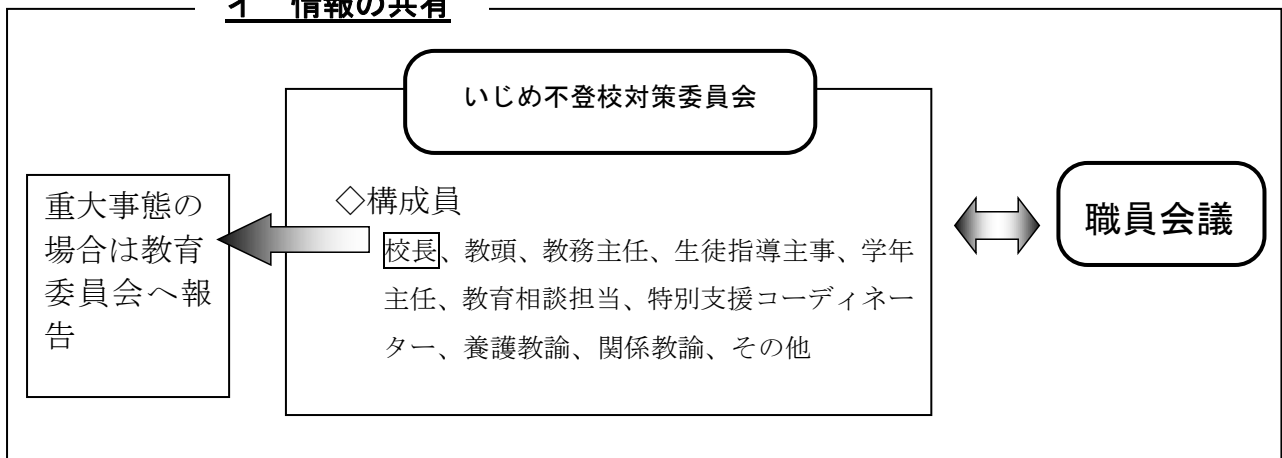 イ 情報の共有
いじめ不登校対策委員会
重大事態の
場合は教育
委員会へ報
告
◇構成員
校長、教頭、教務主任、生徒指導主事、学年
主任、教育相談担当、特別支援コーディネー
ター、養護教諭、関係教諭、その他
職員会議